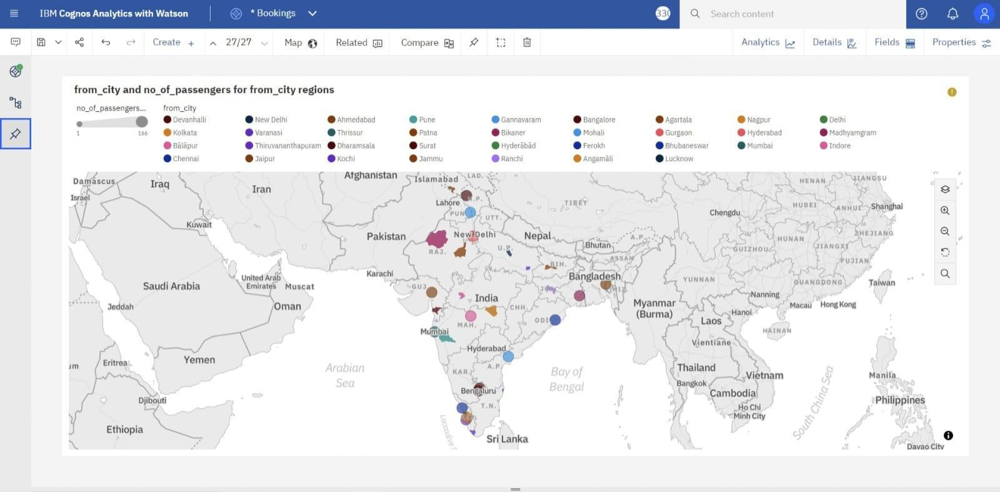 IBM Cognos Analytics with Watson
* Bookings
330
Search content
Create +
27/27
Map
Related
Compare
Analytics
Details
Fields
Properties
from_city and no_of_passengers for from_city regions
no_of_passengers...
1
166
from_city
Devanhalli New Delhi Ahmedabad Pune Gannavaram Bangalore Agartala Nagpur Delhi
Kolkata Varanasi Thrissur Patna Bikaner Mohali Gurgaon Hyderabad Madhyamgram
Bālāpur Thiruvananthapuram Dharamsala Surat Hyderābād Ferokh Bhubaneswar Mumbai Indore
Chennai Jaipur Kochi Jammu Ranchi Angamāli Lucknow
Afghanistan
Islamabad
LAD.
Damascus
Iraq
Iran
HENAN
JIANGSU
Israel
Lahore
H.P.
TIBET
HUBEI
ANHUI
Shanghai
PUN
UTT.
Chengdu
Kuwait
Pakistan
New Delhi
Nepal
A.P.
HUNAN
ZHEJIANG
Bhutan
JIANGXI
GUIZHOU
RAJ.
U.P.
ASSAM
FUJIAN
BIH.
Karachi
Bangladesh
United Arab
Emirates
Muscat
YUNNAN
GUANGDONG
Taiwan
Saudi Arabia
GUJ
India
MIZ.
Nanning
Jeddah
Oman
CHH.
Myanmar
(Burma)
Macau
Hong Kong
Hanoi
MAH.
ODI
Laos
Mumbai
HAINAN
Vientiane
Hyderabad
Eritrea
Yemen
Arabian
Sea
KAR.
A.P.
Bay of
Bengal
Thailand
Vietnam
Manila
Bangkok
Bengaluru
Cambodia
South China Sea
Djibouti
T.N.
Ho Chi
Minh City
Philippines
Ethiopia
Laccadive S
Sri Lanka
Davao City